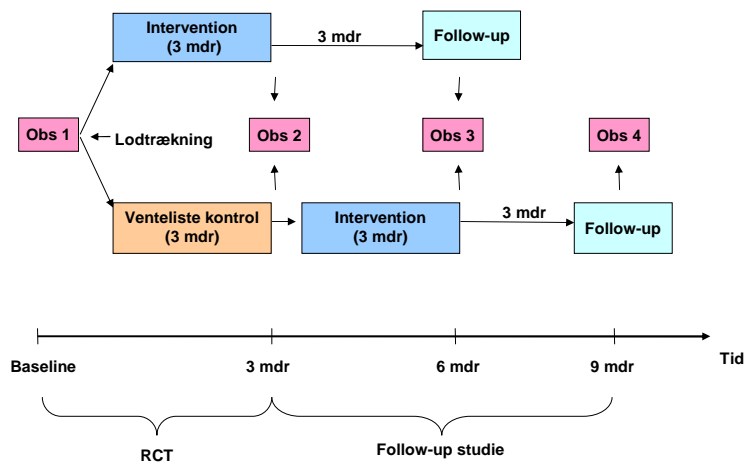 Intervention
(3 mdr)
3 mdr
Follow-up
Obs 1
Lodtrækning
Obs 2
Obs 3
Obs 4
Venteliste kontrol
(3 mdr)
Intervention
(3 mdr)
3 mdr
Follow-up
Tid
Baseline
3 mdr
6 mdr
9 mdr
RCT
Follow-up studie